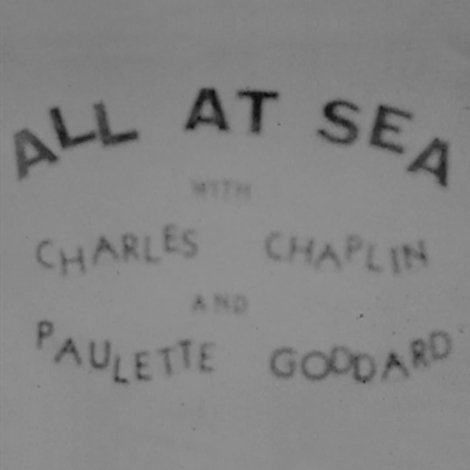 ALL AT SEA
WITH
CHARLES CHAPLIN
AND
PAULETTE GODDARD